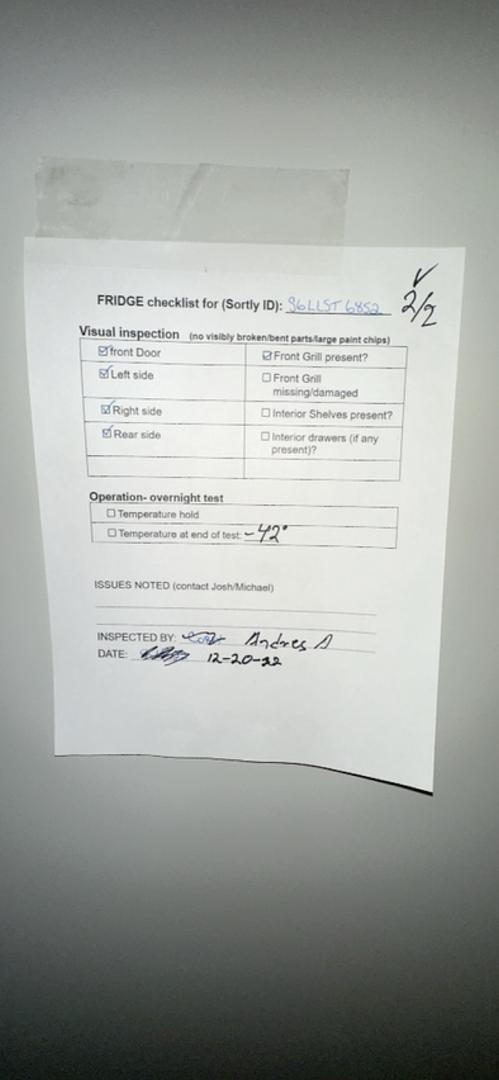 ✓
2/2
FRIDGE checklist for (Sortly ID): S6LLST6852
Visual inspection (no visibly broken/bent parts/large paint chips)
☑ front Door ☑ Front Grill present?
☑ Left side ☐ Front Grill
missing/damaged
☑ Right side ☐ Interior Shelves present?
☑ Rear side ☐ Interior drawers (if any
present)?
Operation- overnight test
☐ Temperature hold
☐ Temperature at end of test: -42°
ISSUES NOTED (contact Josh/Michael)
INSPECTED BY: Andres A
DATE: 12-20-22